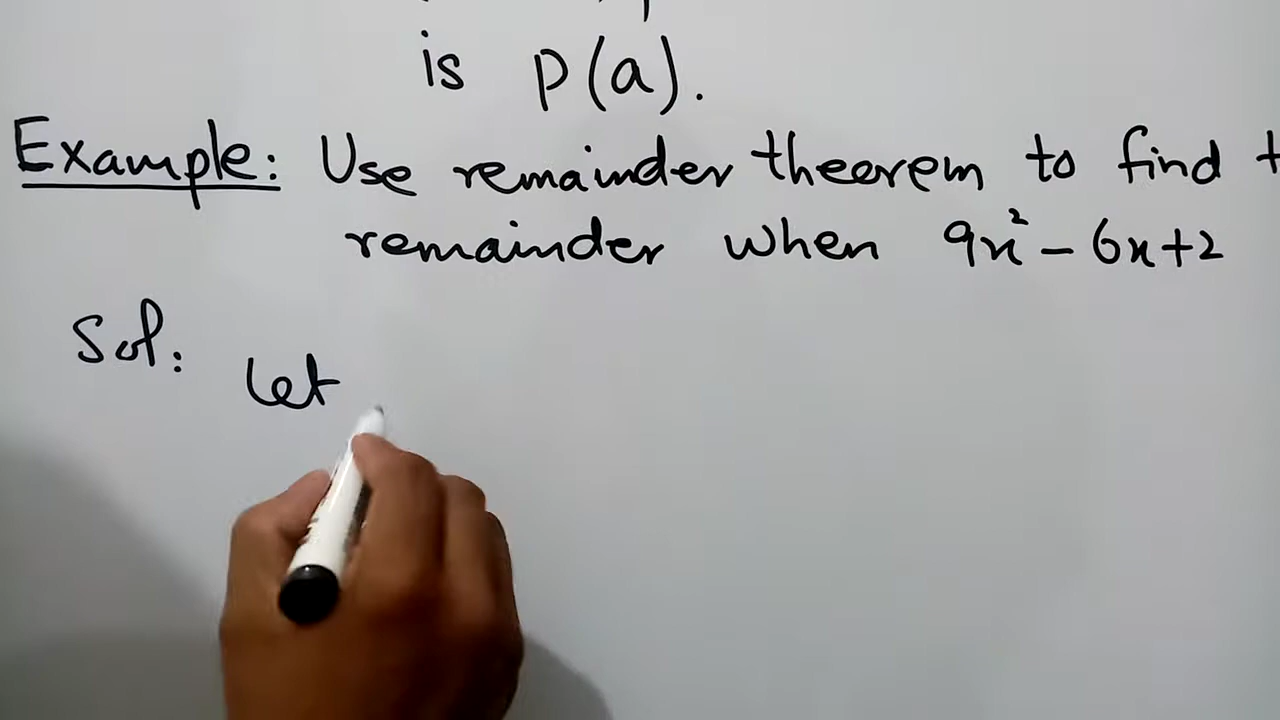 is p(a).
Example: Use remainder theorem to find t
remainder when 9x² - 6x + 2
Sol: Let